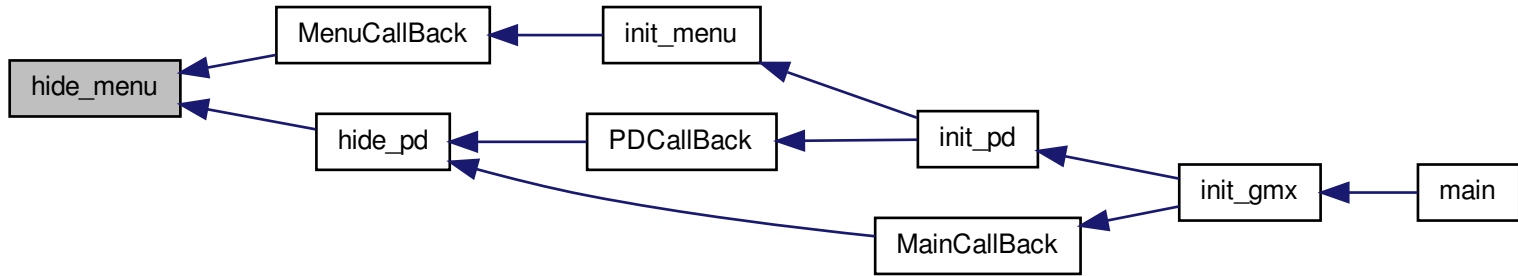 hide_menu
MenuCallBack
init_menu
hide_pd
PDCallBack
init_pd
MainCallBack
init_gmx
main